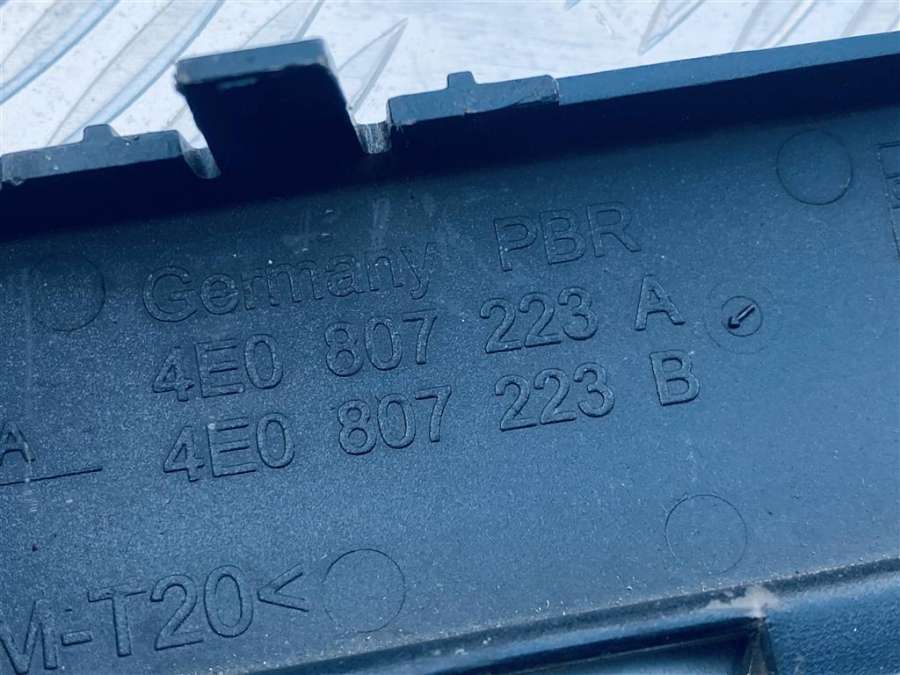 Germany PBR
4E0 807 223 A
4E0 807 223 B
A
M-T20<